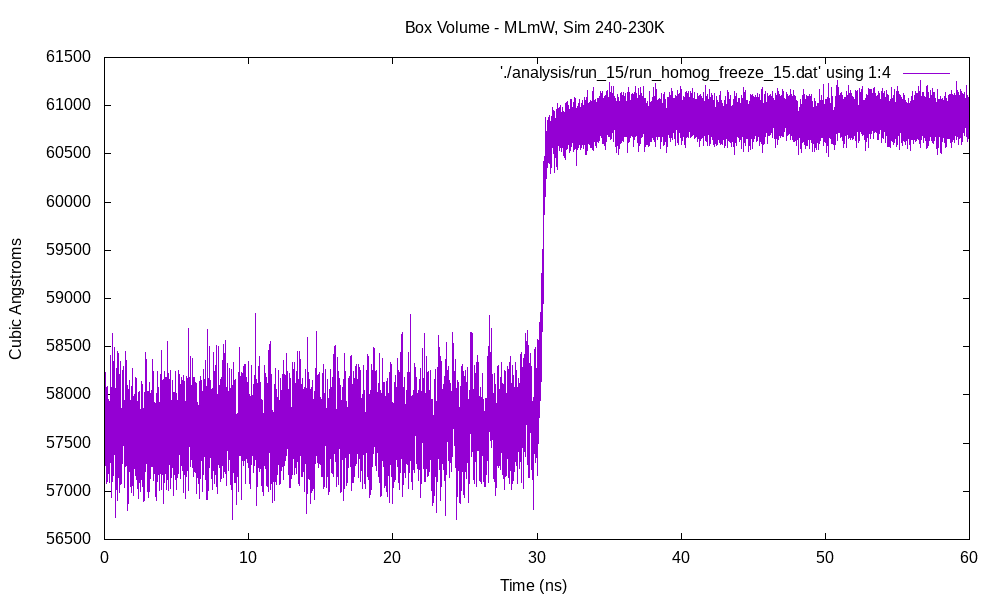 Box Volume - MLmW, Sim 240-230K
'./analysis/run_15/run_homog_freeze_15.dat' using 1:4
61500
61000
60500
60000
59500
59000
58500
58000
57500
57000
56500
Cubic Angstroms
0 10 20 30 40 50 60
Time (ns)